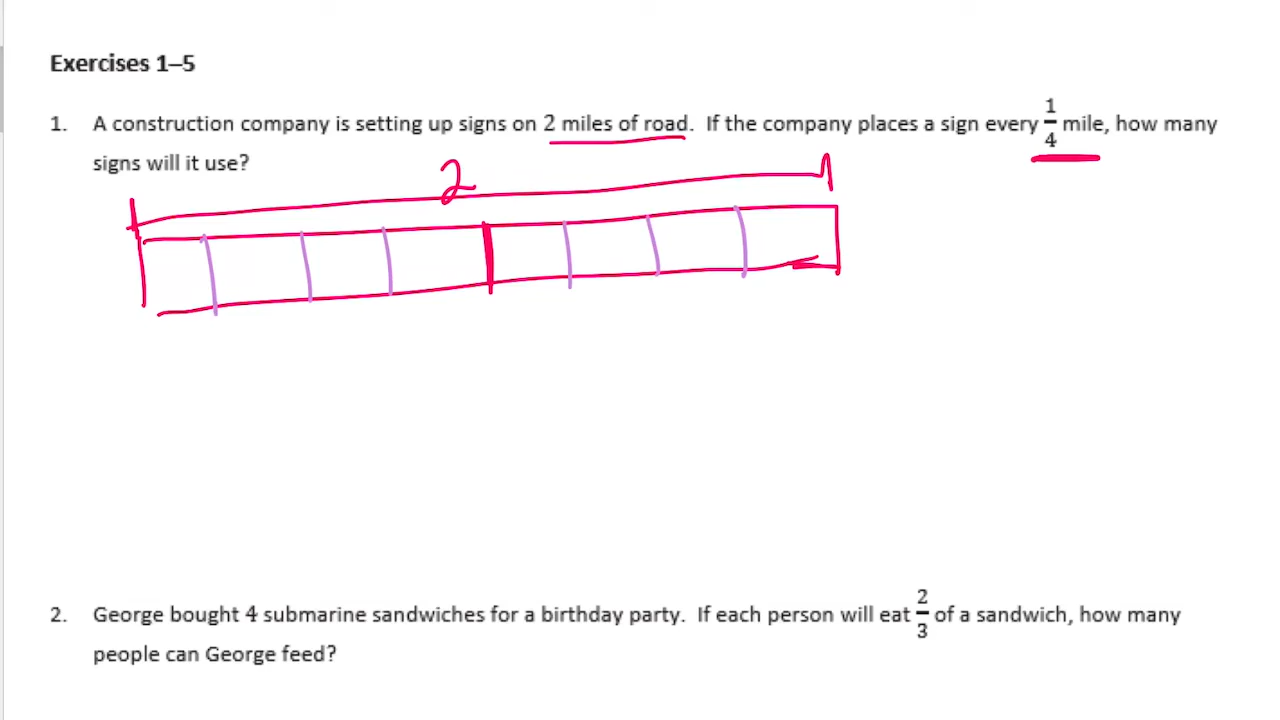 Exercises 1–5
1. A construction company is setting up signs on 2 miles of road. If the company places a sign every 1/4 mile, how many
signs will it use?
2
2. George bought 4 submarine sandwiches for a birthday party. If each person will eat 2/3 of a sandwich, how many
people can George feed?